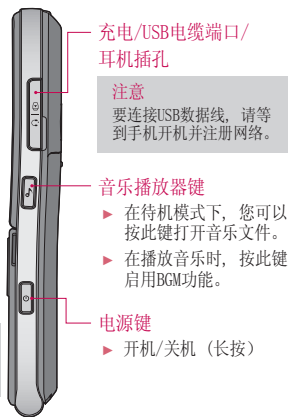 充电/USB电缆端口/
耳机插孔
注意
要连接USB数据线, 请等
到手机开机并注册网络。
音乐播放器键
► 在待机模式下, 您可以
按此键打开音乐文件。
► 在播放音乐时, 按此键
启用BGM功能。
电源键
► 开机/关机 (长按)